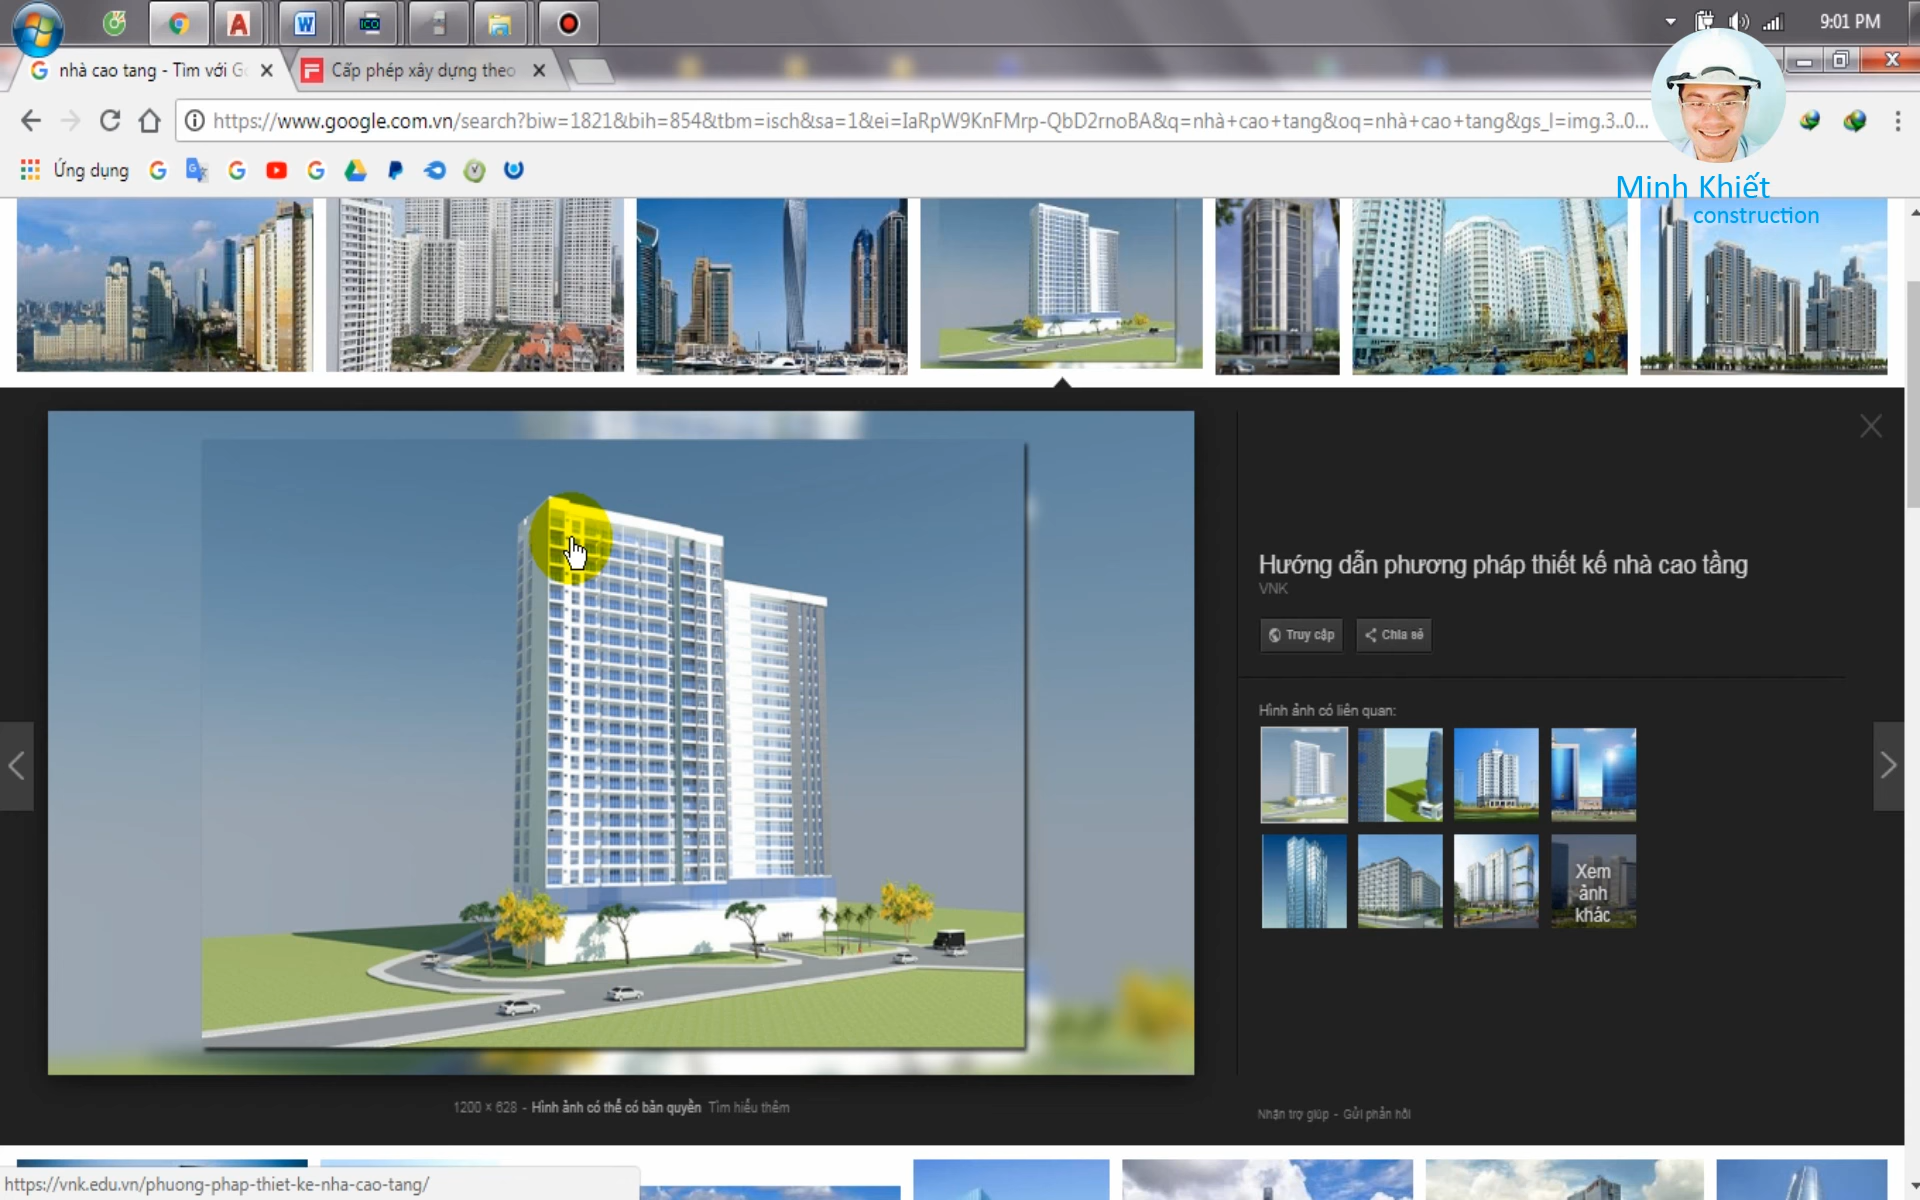 9:01 PM
nhà cao tang - Tìm với G
Cấp phép xây dựng theo
https://www.google.com.vn/search?biw=1821&bih=854&tbm=isch&sa=1&ei=IaRpW9KnFMrp-QbD2rnoBA&q=nhà+cao+tang&oq=nhà+cao+tang&gs_l=img.3..0...
Ứng dụng
Minh Khiết
construction
Hướng dẫn phương pháp thiết kế nhà cao tầng
VNK
Truy cập
Chia sẻ
Hình ảnh có liên quan:
Xem
ảnh
khác
1200 × 628 - Hình ảnh có thể có bản quyền Tìm hiểu thêm
Nhận trợ giúp - Gửi phản hồi
https://vnk.edu.vn/phuong-phap-thiet-ke-nha-cao-tang/